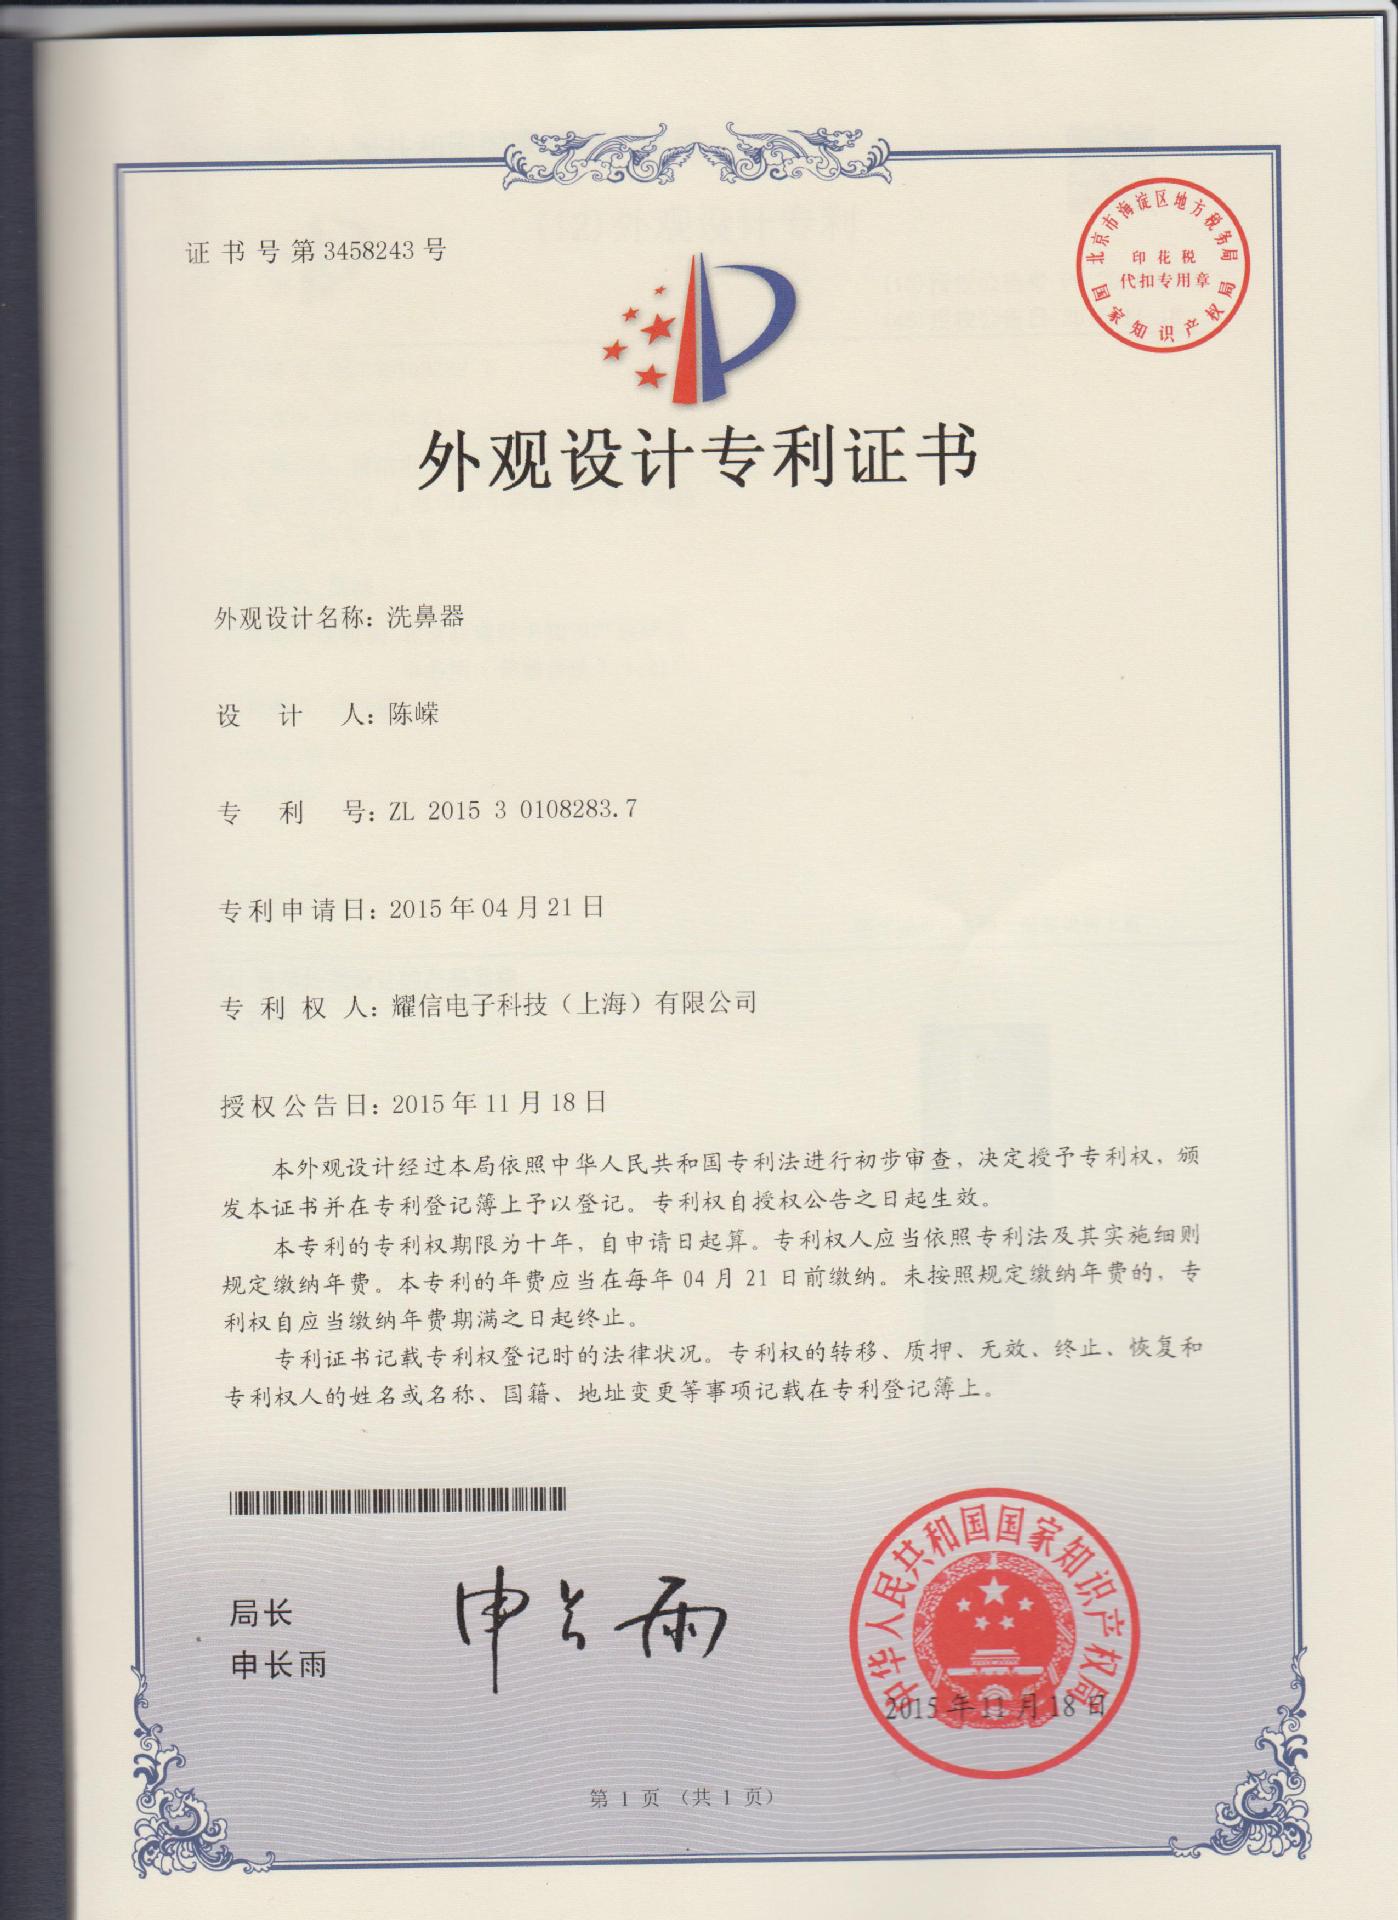 证书号第3458243号
北京市海淀区地方税务局
印花税
代扣专用章
国家知识产权局
外观设计专利证书
外观设计名称：洗鼻器
设计人：陈嵘
专利号：ZL 2015 3 0108283.7
专利申请日：2015年04月21日
专利权人：耀信电子科技（上海）有限公司
授权公告日：2015年11月18日
本外观设计经过本局依照中华人民共和国专利法进行初步审查，决定授予专利权，颁
发本证书并在专利登记簿上予以登记。专利权自授权公告之日起生效。
本专利的专利权期限为十年，自申请日起算。专利权人应当依照专利法及其实施细则
规定缴纳年费。本专利的年费应当在每年04月21日前缴纳。未按照规定缴纳年费的，专
利权自应当缴纳年费期满之日起终止。
专利证书记载专利权登记时的法律状况。专利权的转移、质押、无效、终止、恢复和
专利权人的姓名或名称、国籍、地址变更等事项记载在专利登记簿上。
局长
申长雨
申长雨
中华人民共和国国家知识产权局
2015年11月18日
第1页（共1页）